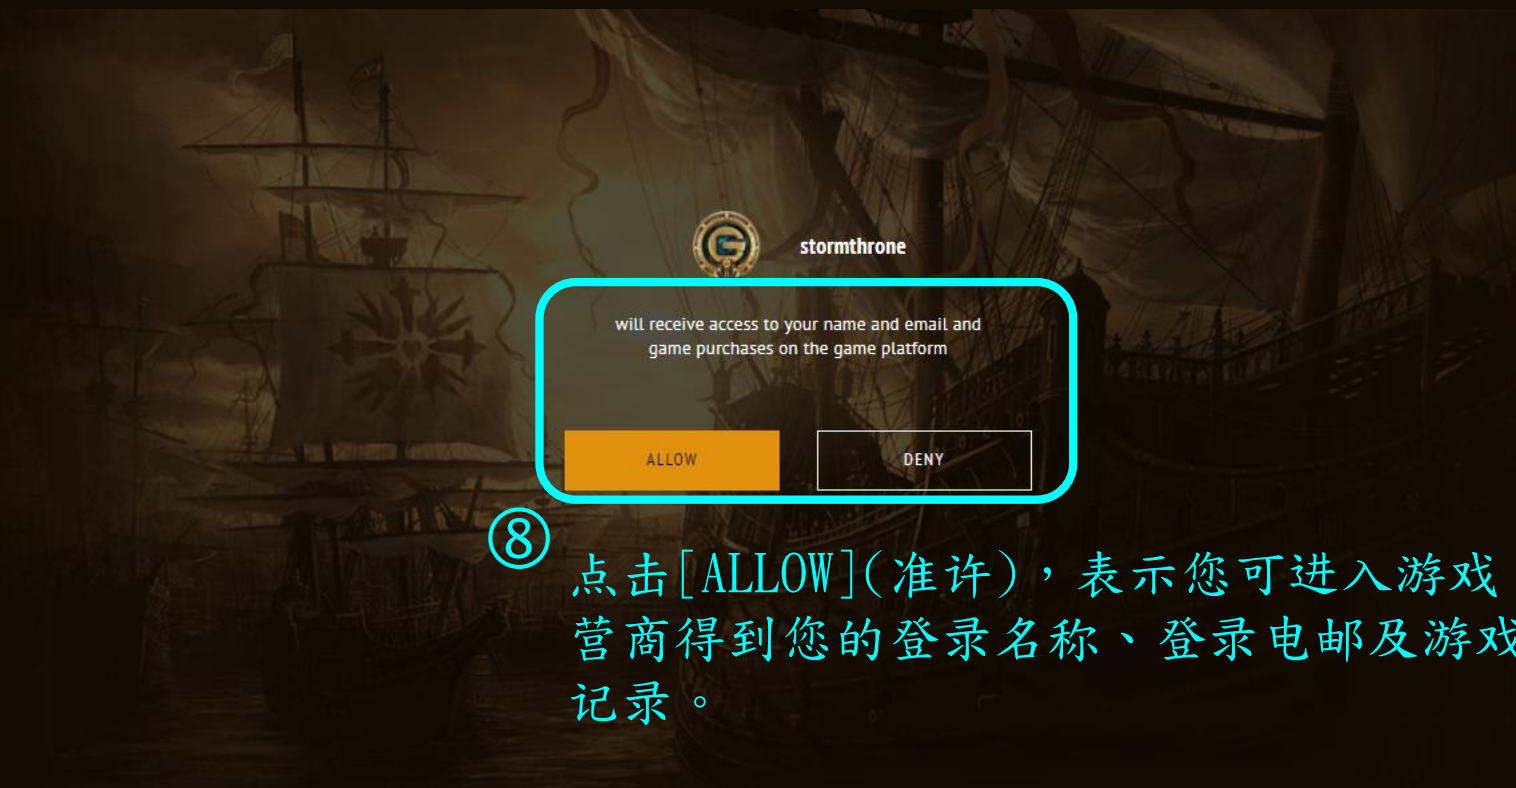 stormthrone
will receive access to your name and email and
game purchases on the game platform
ALLOW
DENY
⑧
点击[ALLOW](准许)，表示您可进入游戏
营商得到您的登录名称、登录电邮及游戏
记录。